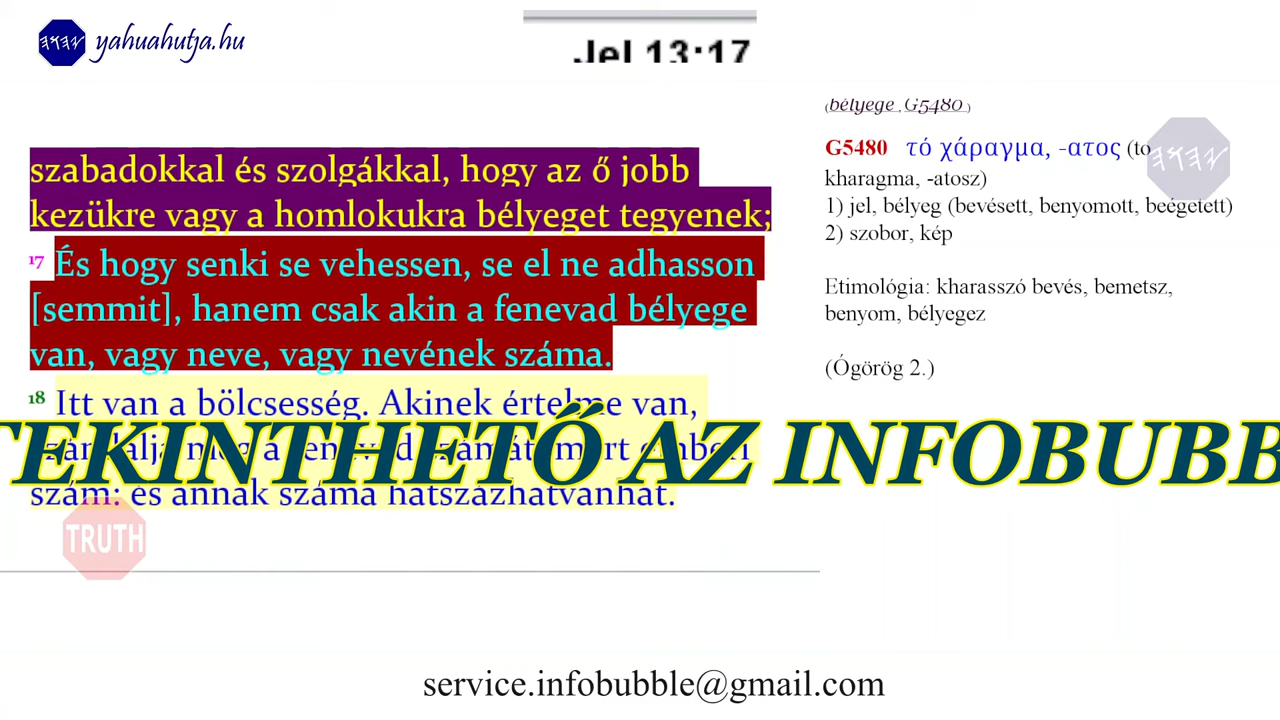 yahuahutja.hu
Jel 13:17
szabadokkal és szolgákkal, hogy az ő jobb
kezükre vagy a homlokukra bélyeget tegyenek;
17 És hogy senki se vehessen, se el ne adhasson
[semmit], hanem csak akin a fenevad bélyege
van, vagy neve, vagy nevének száma.
18 Itt van a bölcsesség. Akinek értelme van,
szám: és annak száma hatszázhatvanhat.
TEKINTHETŐ AZ INFOBUBB
TRUTH
(bélyege , G5480 )
G5480 τό χάραγμα, -ατος (to
kharagma, -atosz)
1) jel, bélyeg (bevésett, benyomott, beégetett)
2) szobor, kép
Etimológia: kharasszó bevés, bemetsz,
benyom, bélyegez
(Ógörög 2.)
service.infobubble@gmail.com